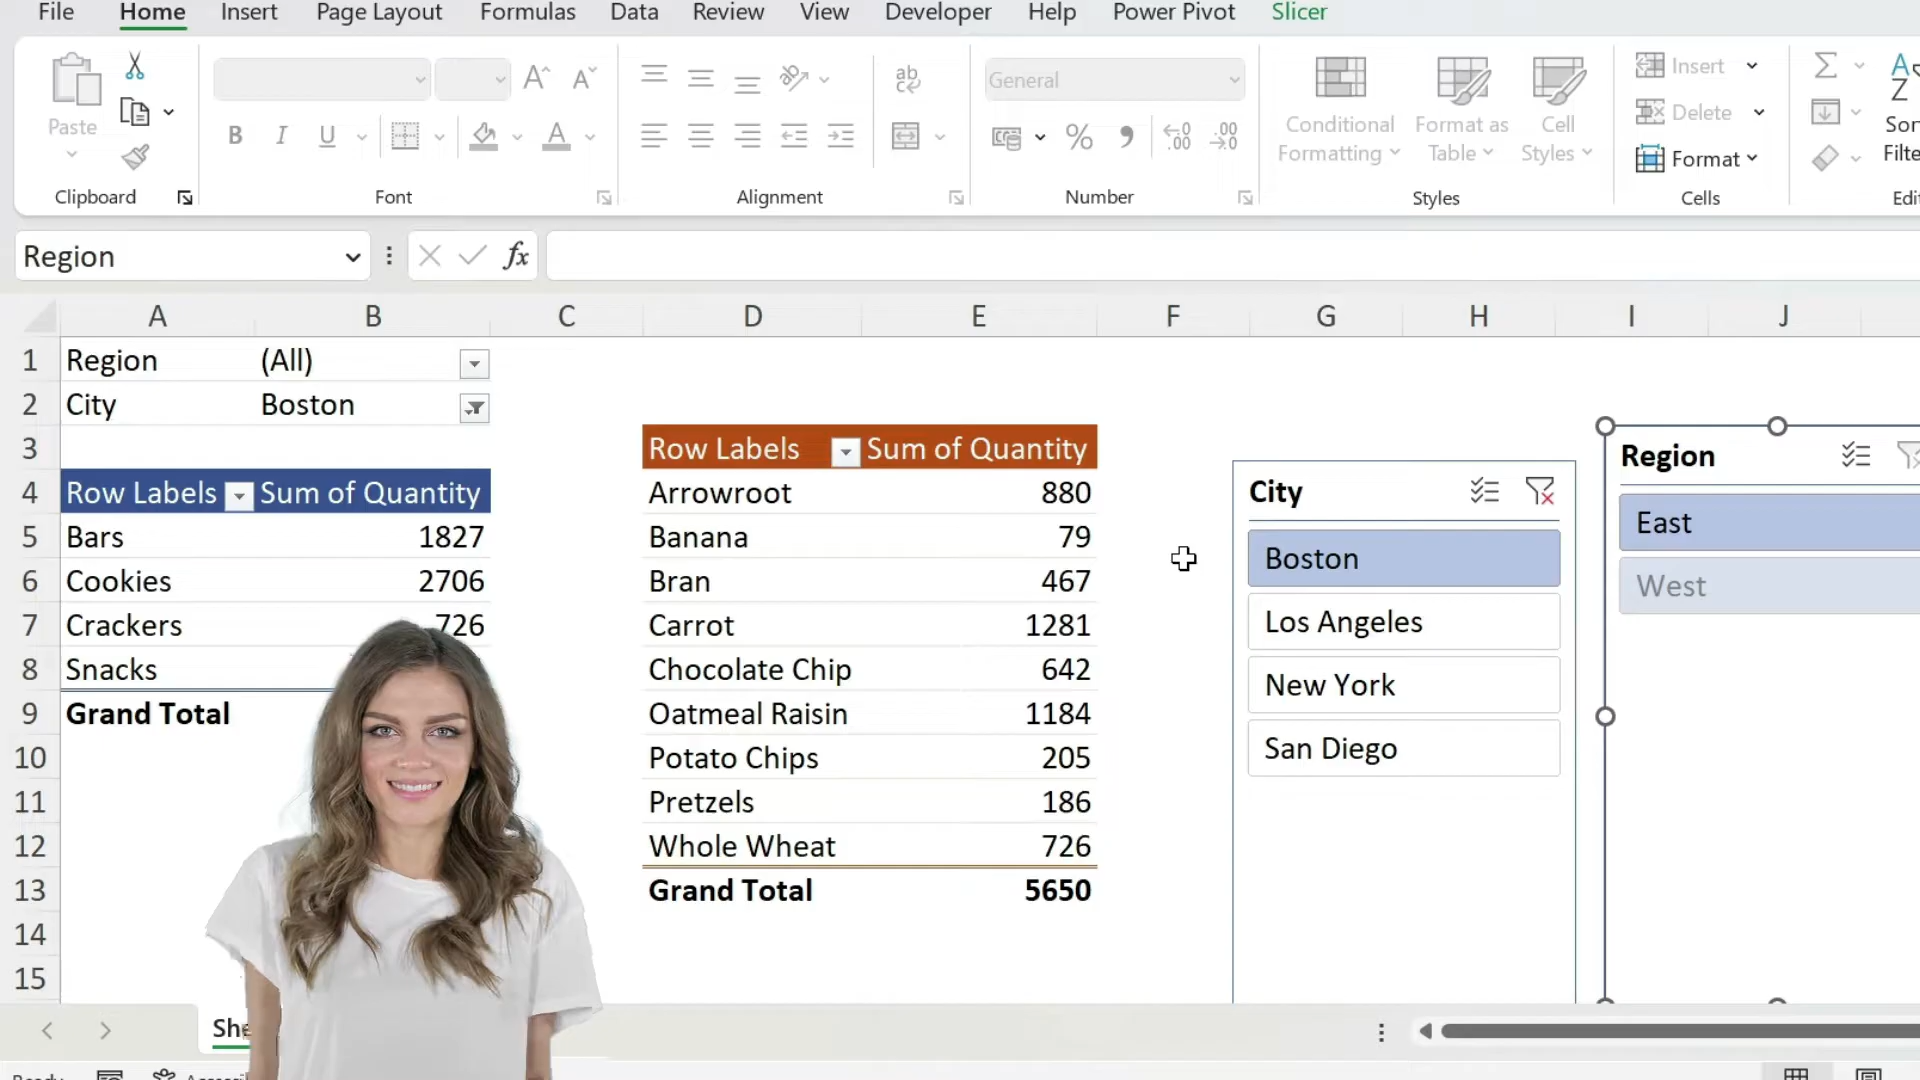 File Home Insert Page Layout Formulas Data Review View Developer Help Power Pivot Slicer
Paste
Clipboard
Font
ab
Alignment
General
Number
Conditional Formatting
Format as Table
Cell Styles
Styles
Insert
Delete
Format
Cells
Region
fx
A B C D E F G H I J
1 Region (All)
2 City Boston
3 Row Labels Sum of Quantity
4 Row Labels Sum of Quantity Arrowroot 880
5 Bars 1827 Banana 79
6 Cookies 2706 Bran 467
7 Crackers 726 Carrot 1281
8 Snacks Chocolate Chip 642
9 Grand Total Oatmeal Raisin 1184
10 Potato Chips 205
11 Pretzels 186
12 Whole Wheat 726
13 Grand Total 5650
14
15
City
Boston
Los Angeles
New York
San Diego
Region
East
West